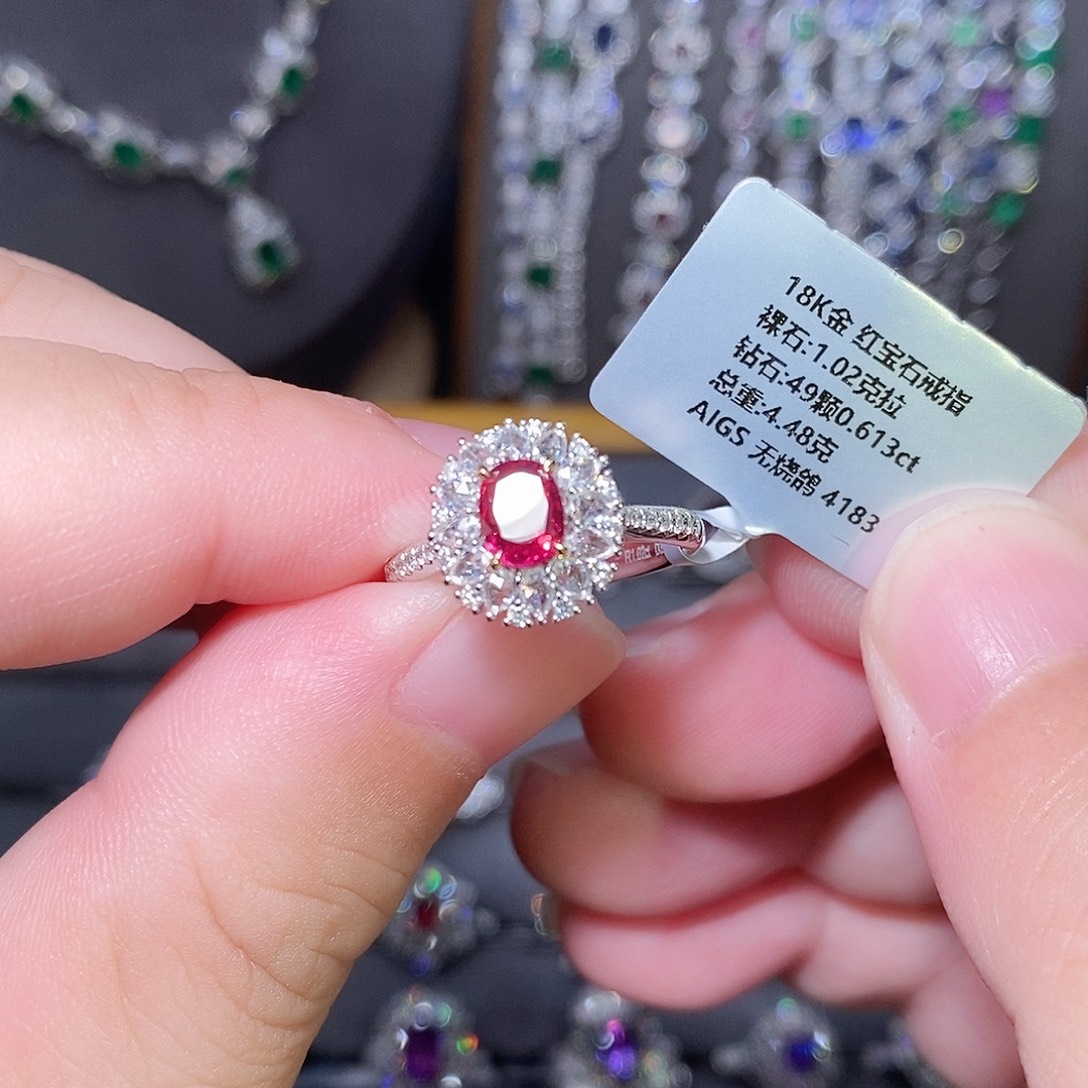 18K金 红宝石戒指
裸石:1.02克拉
钻石:49颗0.613ct
总重:4.48克
AIGS 无烧鸽 4183